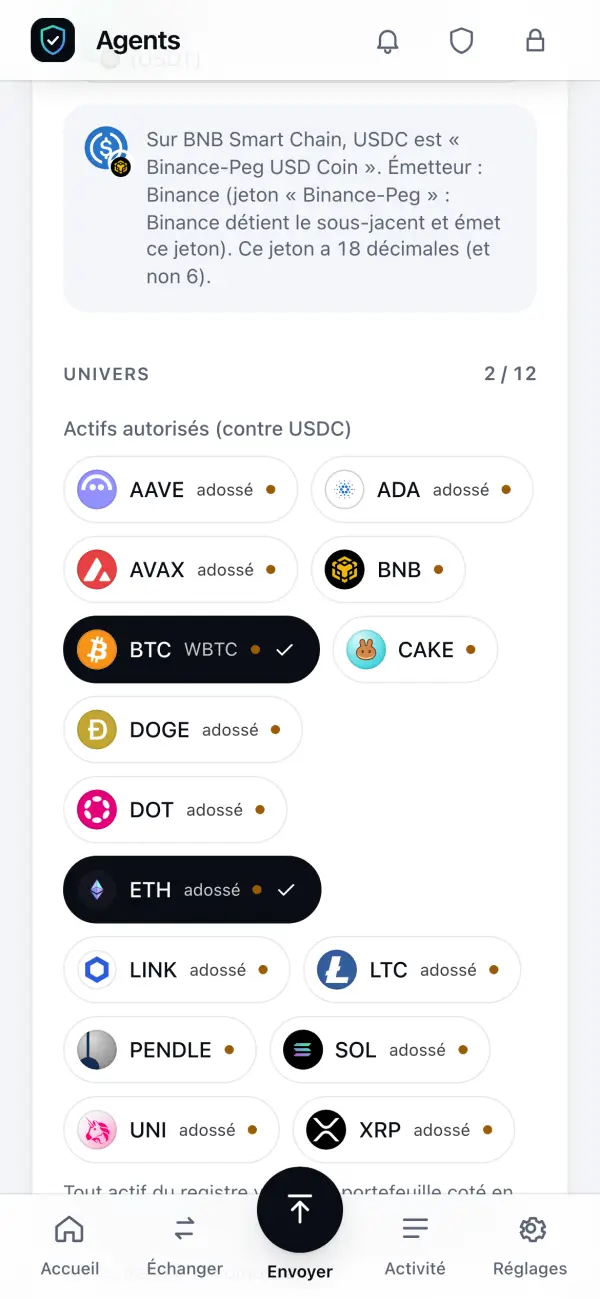 Agents
(USDT)
Sur BNB Smart Chain, USDC est «
Binance-Peg USD Coin ». Émetteur :
Binance (jeton « Binance-Peg » :
Binance détient le sous-jacent et émet
ce jeton). Ce jeton a 18 décimales (et
non 6).
UNIVERS 2 / 12
Actifs autorisés (contre USDC)
AAVE adossé ADA adossé
AVAX adossé BNB
BTC WBTC CAKE
DOGE adossé
DOT adossé
ETH adossé
LINK adossé LTC adossé
PENDLE SOL adossé
UNI adossé XRP adossé
Tout actif du registre portefeuille coté en
Accueil Échanger Envoyer Activité Réglages